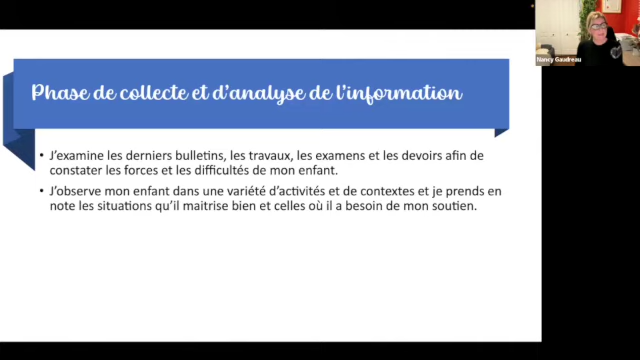 Phase de collecte et d'analyse de l'information
• J'examine les derniers bulletins, les travaux, les examens et les devoirs afin de
constater les forces et les difficultés de mon enfant.
• J'observe mon enfant dans une variété d'activités et de contextes et je prends en
note les situations qu'il maitrise bien et celles où il a besoin de mon soutien.
Nancy Gaudreau